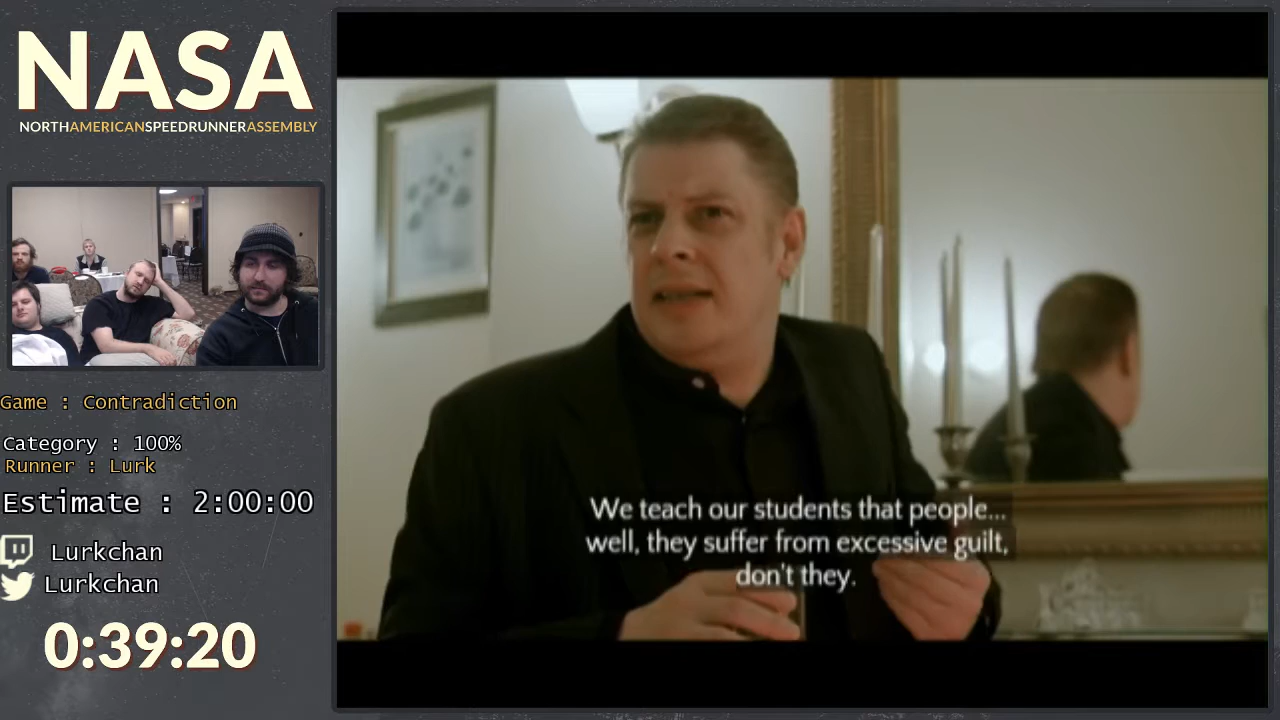 NASA
NORTHAMERICANSPEEDRUNNERASSEMBLY
Game : Contradiction
Category : 100%
Runner : Lurk
Estimate : 2:00:00
Lurkchan
Lurkchan
0:39:20
We teach our students that people...
well, they suffer from excessive guilt,
don't they.